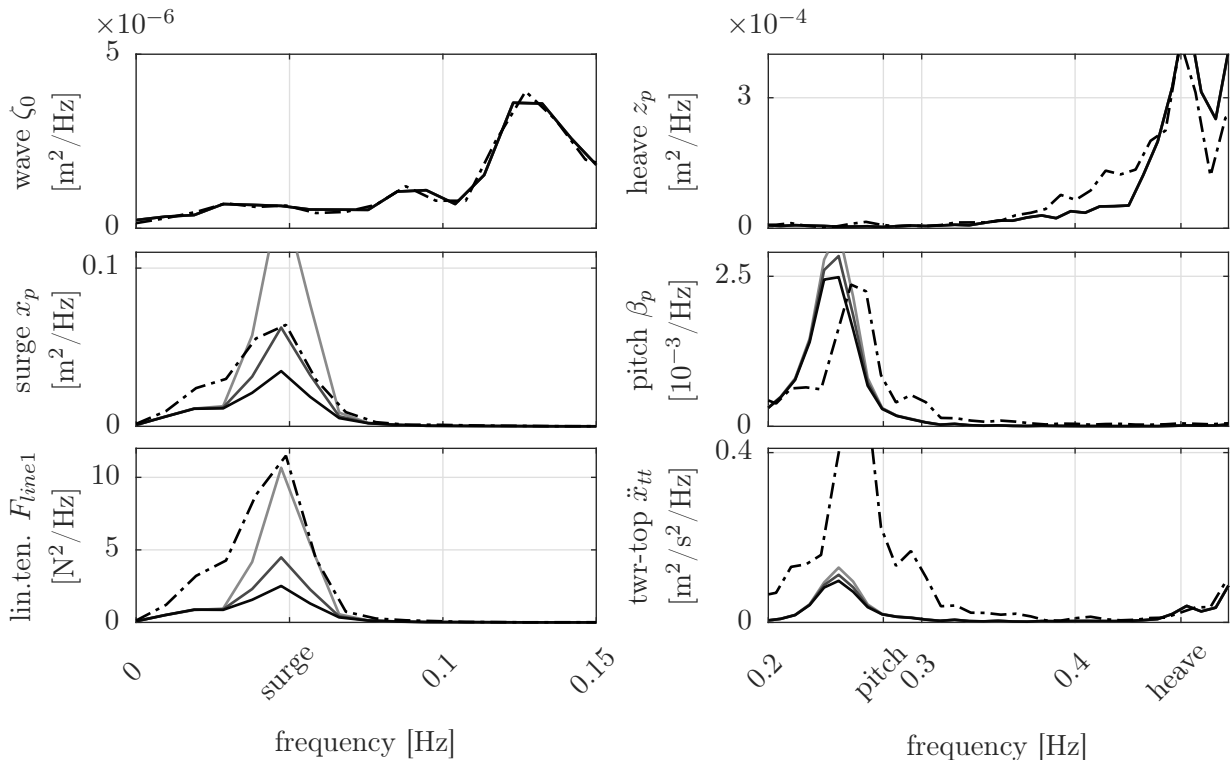 ×10⁻⁶
×10⁻⁴
wave ζ₀
[m²/Hz]
5
0
heave z_p
[m²/Hz]
3
0
surge x_p
[m²/Hz]
0.1
0
pitch β_p
[10⁻³/Hz]
2.5
0
lin.ten. F_line1
[N²/Hz]
10
5
0
twr-top ẍ_tt
[m²/s²/Hz]
0.4
0
0
surge
0.1
0.15
0.2
pitch
0.3
0.4
heave
frequency [Hz]
frequency [Hz]